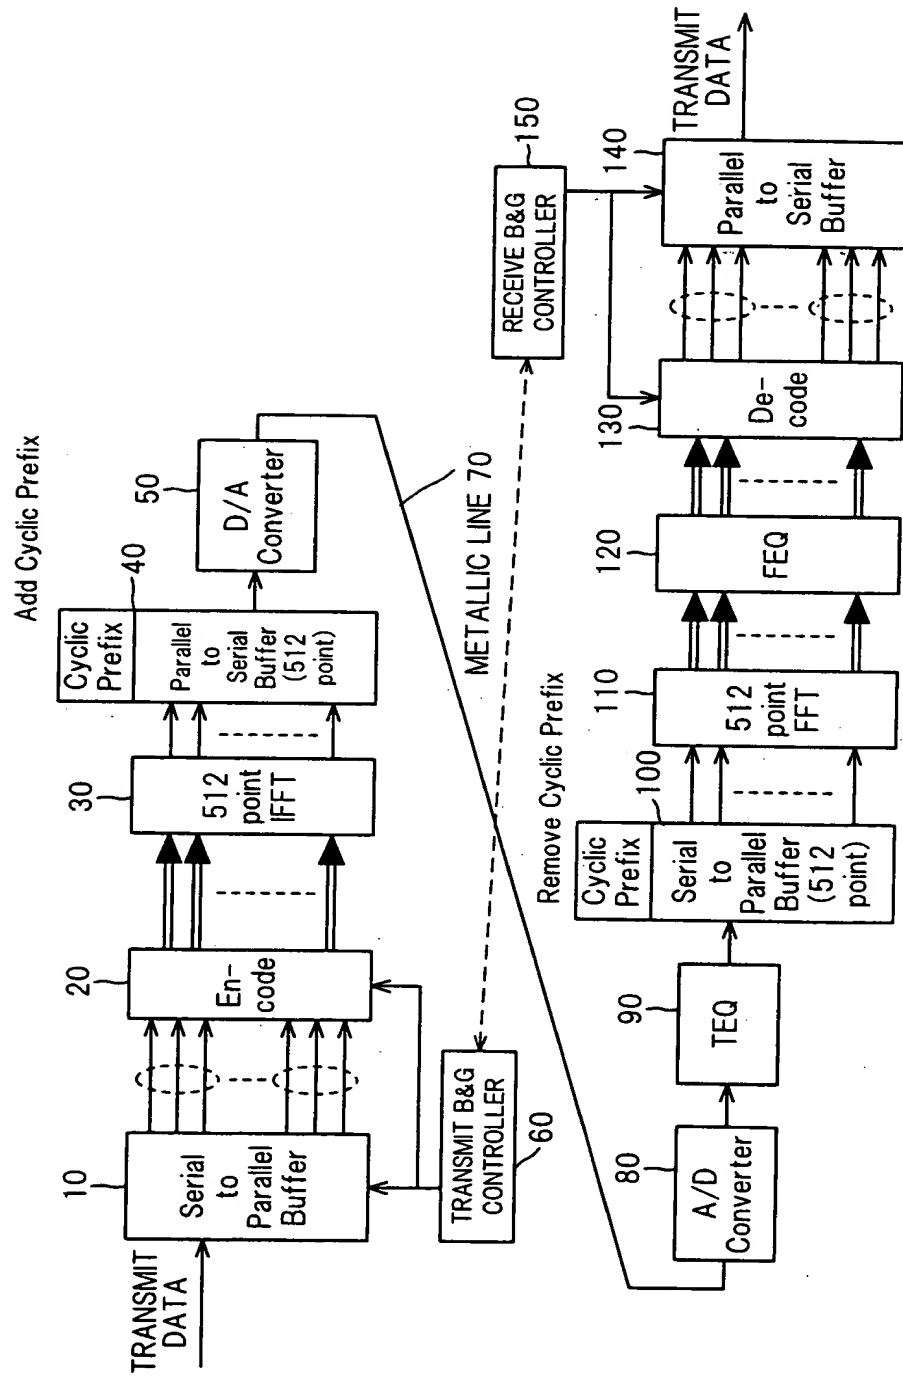 Add Cyclic Prefix
TRANSMIT
DATA
10
Serial
to
Parallel
Buffer
20
En-
code
30
512
point
IFFT
40
Cyclic
Prefix
Parallel
to
Serial
Buffer
(512
point)
50
D/A
Converter
TRANSMIT B&G
CONTROLLER
60
METALLIC LINE 70
RECEIVE B&G
CONTROLLER
150
Remove Cyclic Prefix
80
A/D
Converter
90
TEQ
100
Cyclic
Prefix
Serial
to
Parallel
Buffer
(512
point)
110
512
point
FFT
120
FEQ
130
De-
code
140
Parallel
to
Serial
Buffer
TRANSMIT
DATA